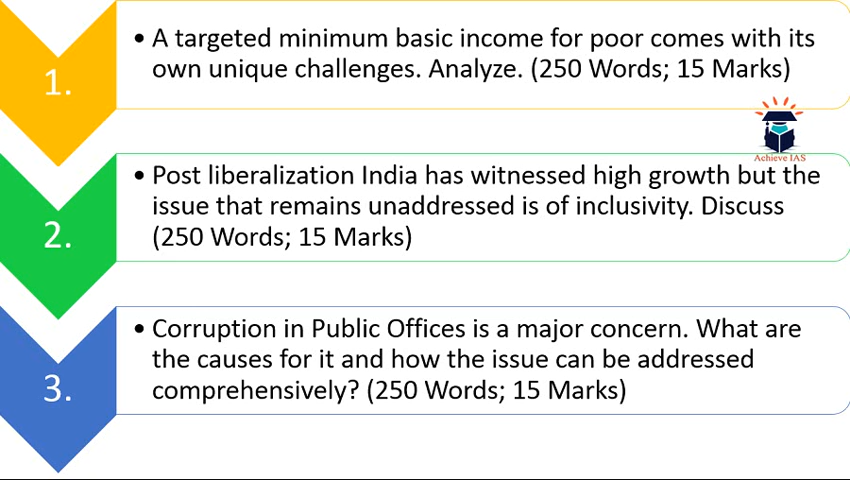 1.
• A targeted minimum basic income for poor comes with its
own unique challenges. Analyze. (250 Words; 15 Marks)
Achieve IAS
2.
• Post liberalization India has witnessed high growth but the
issue that remains unaddressed is of inclusivity. Discuss
(250 Words; 15 Marks)
3.
• Corruption in Public Offices is a major concern. What are
the causes for it and how the issue can be addressed
comprehensively? (250 Words; 15 Marks)